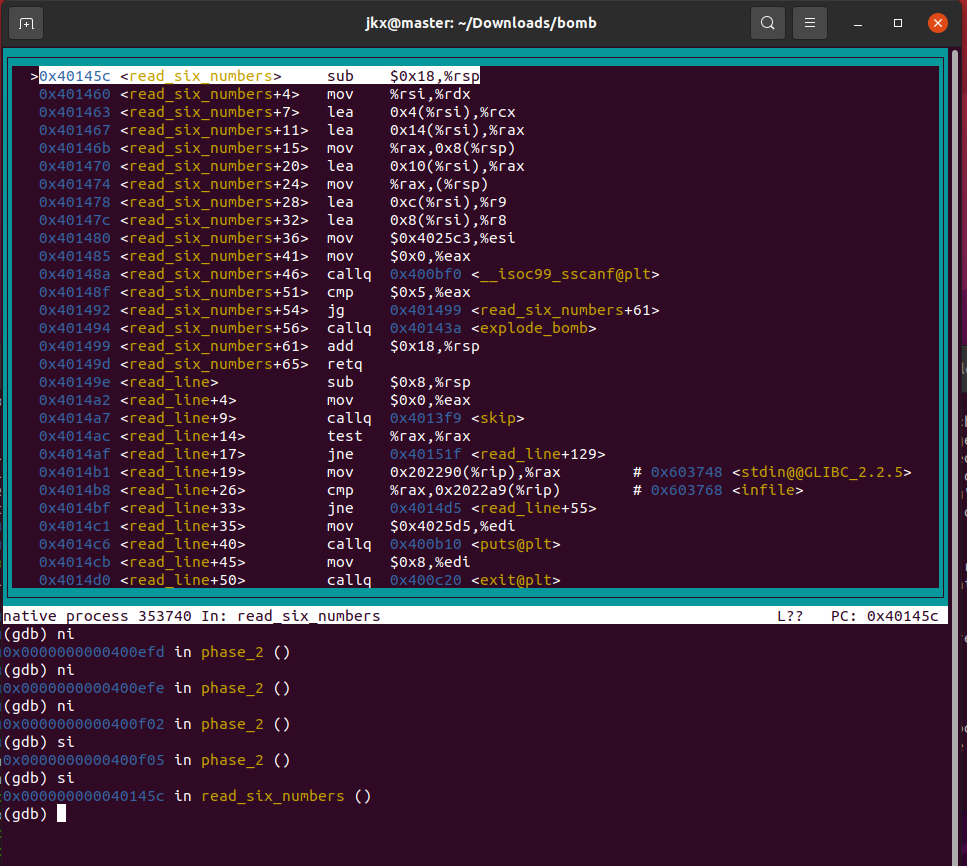 jkx@master: ~/Downloads/bomb
>0x40145c <read_six_numbers>     sub    $0x18,%rsp
0x401460 <read_six_numbers+4>   mov    %rsi,%rdx
0x401463 <read_six_numbers+7>   lea    0x4(%rsi),%rcx
0x401467 <read_six_numbers+11>  lea    0x14(%rsi),%rax
0x40146b <read_six_numbers+15>  mov    %rax,0x8(%rsp)
0x401470 <read_six_numbers+20>  lea    0x10(%rsi),%rax
0x401474 <read_six_numbers+24>  mov    %rax,(%rsp)
0x401478 <read_six_numbers+28>  lea    0xc(%rsi),%r9
0x40147c <read_six_numbers+32>  lea    0x8(%rsi),%r8
0x401480 <read_six_numbers+36>  mov    $0x4025c3,%esi
0x401485 <read_six_numbers+41>  mov    $0x0,%eax
0x40148a <read_six_numbers+46>  callq  0x400bf0 <__isoc99_sscanf@plt>
0x40148f <read_six_numbers+51>  cmp    $0x5,%eax
0x401492 <read_six_numbers+54>  jg     0x401499 <read_six_numbers+61>
0x401494 <read_six_numbers+56>  callq  0x40143a <explode_bomb>
0x401499 <read_six_numbers+61>  add    $0x18,%rsp
0x40149d <read_six_numbers+65>  retq
0x40149e <read_line>            sub    $0x8,%rsp
0x4014a2 <read_line+4>          mov    $0x0,%eax
0x4014a7 <read_line+9>          callq  0x4013f9 <skip>
0x4014ac <read_line+14>         test   %rax,%rax
0x4014af <read_line+17>         jne    0x40151f <read_line+129>
0x4014b1 <read_line+19>         mov    0x202290(%rip),%rax        # 0x603748 <stdin@@GLIBC_2.2.5>
0x4014b8 <read_line+26>         cmp    %rax,0x2022a9(%rip)        # 0x603768 <infile>
0x4014bf <read_line+33>         jne    0x4014d5 <read_line+55>
0x4014c1 <read_line+35>         mov    $0x4025d5,%edi
0x4014c6 <read_line+40>         callq  0x400b10 <puts@plt>
0x4014cb <read_line+45>         mov    $0x8,%edi
0x4014d0 <read_line+50>         callq  0x400c20 <exit@plt>
native process 353740 In: read_six_numbers                L??   PC: 0x40145c
(gdb) ni
0x0000000000400efd in phase_2 ()
(gdb) ni
0x0000000000400efe in phase_2 ()
(gdb) ni
0x0000000000400f02 in phase_2 ()
(gdb) si
0x0000000000400f05 in phase_2 ()
(gdb) si
0x000000000040145c in read_six_numbers ()
(gdb)